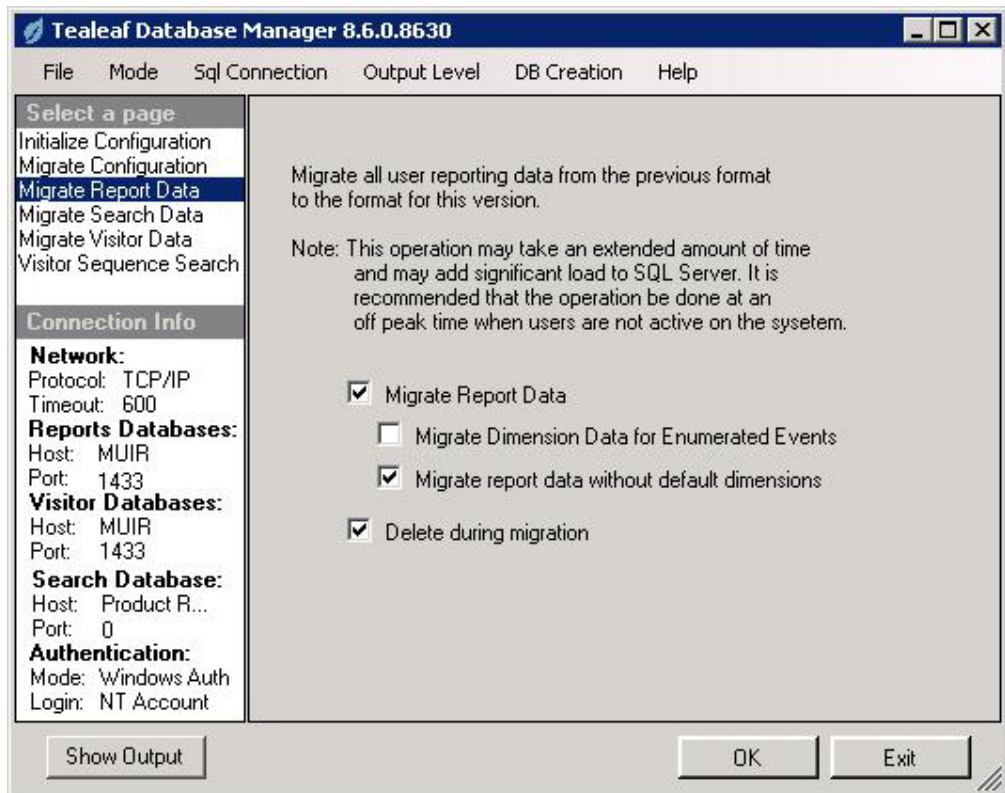 Tealeaf Database Manager 8.6.0.8630
File Mode Sql Connection Output Level DB Creation Help
Select a page
Initialize Configuration
Migrate Configuration
Migrate Report Data
Migrate Search Data
Migrate Visitor Data
Visitor Sequence Search
Connection Info
Network:
Protocol: TCP/IP
Timeout: 600
Reports Databases:
Host: MUIR
Port: 1433
Visitor Databases:
Host: MUIR
Port: 1433
Search Database:
Host: Product R...
Port: 0
Authentication:
Mode: Windows Auth
Login: NT Account
Migrate all user reporting data from the previous format
to the format for this version.
Note: This operation may take an extended amount of time
and may add significant load to SQL Server. It is
recommended that the operation be done at an
off peak time when users are not active on the sysetem.
Migrate Report Data
Migrate Dimension Data for Enumerated Events
Migrate report data without default dimensions
Delete during migration
Show Output
OK
Exit